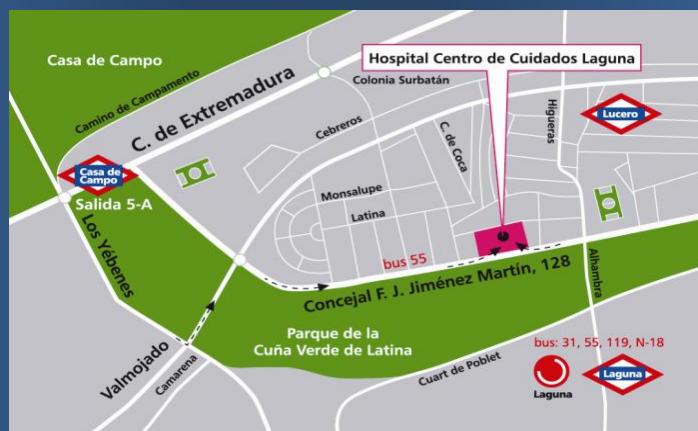 Casa de Campo
Hospital Centro de Cuidados Laguna
Camino de Campamento
C. de Extremadura
Colonia Surbatán
Cebreros
C. de Coca
Higueras
Lucero
Casa de
Campo
Salida 5-A
Monsalupe
Latina
Los Yébenes
bus 55
Concejal F. J. Jiménez Martín, 128
Alhambra
Valmojado
Camarena
Parque de la
Cuña Verde de Latina
Cuart de Poblet
bus: 31, 55, 119, N-18
Laguna
Laguna